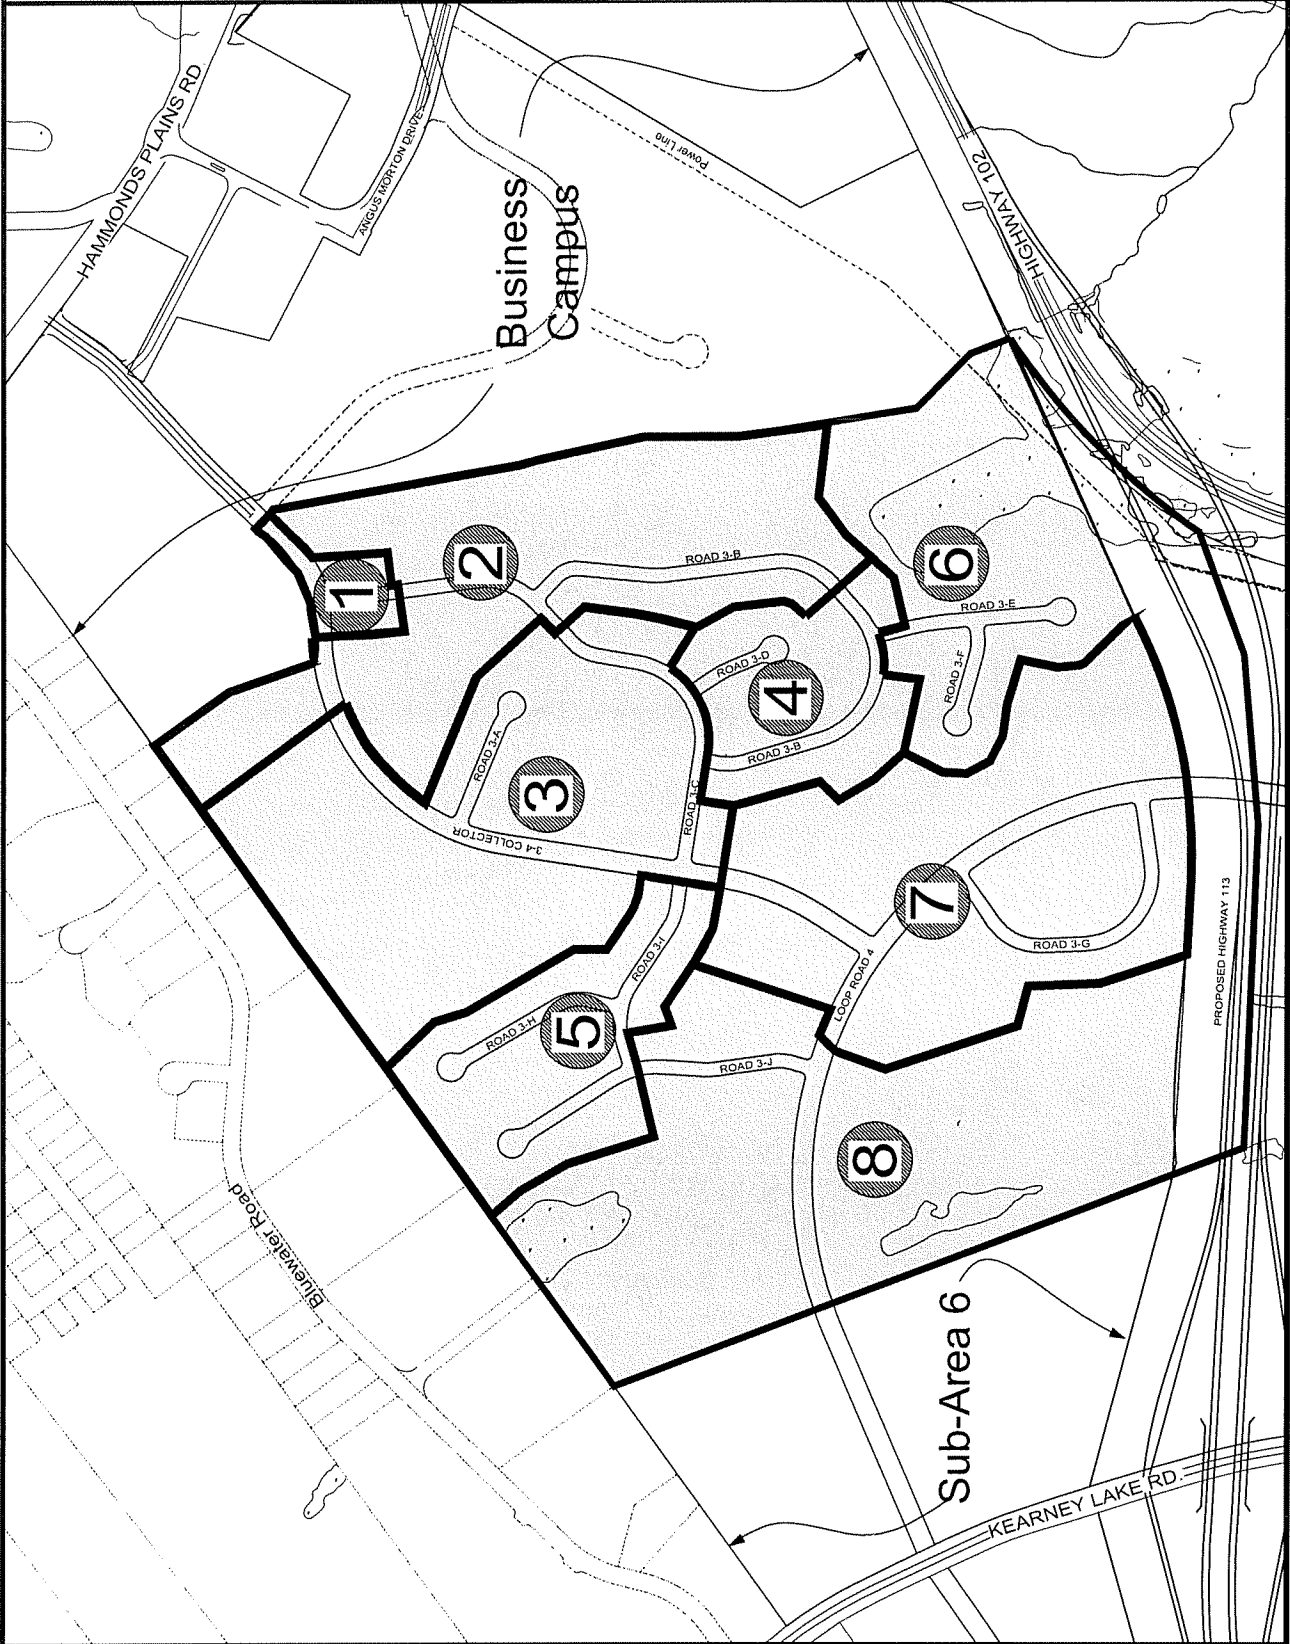 HAMMONDS PLAINS RD
ANGUS MORTON DRIVE
Business
Campus
Power Line
HIGHWAY 102
1
2
ROAD 3-B
6
ROAD 3-E
ROAD 3-F
ROAD 3-D
4
ROAD 3-B
ROAD 3-A
3
ROAD 3-C
3-4 COLLECTOR
7
ROAD 3-G
LOOP ROAD 4
ROAD 3-I
ROAD 3-H
5
ROAD 3-J
8
PROPOSED HIGHWAY 113
Bluewater Road
Sub-Area 6
KEARNEY LAKE RD.